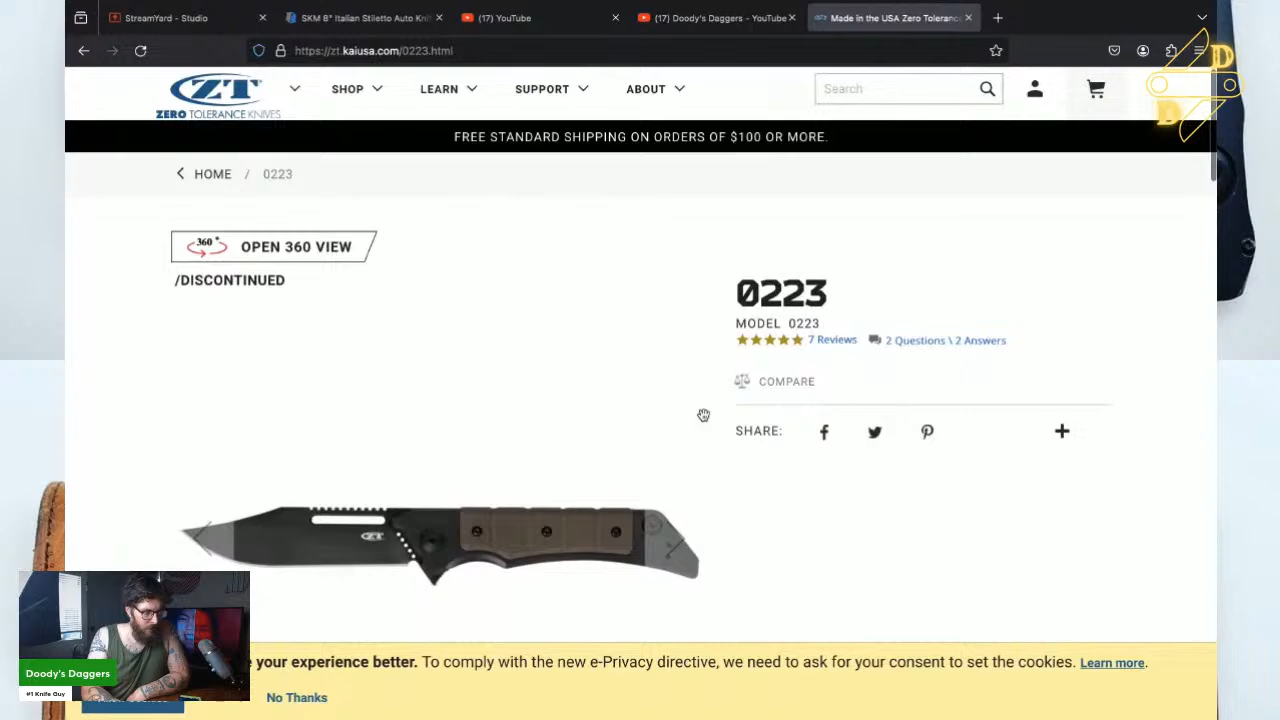 StreamYard - Studio
SKM 8" Italian Stiletto Auto Kni
(17) YouTube
(17) Doody's Daggers - YouTube
Made in the USA Zero Toleranc
https://zt.kaiusa.com/0223.html
ZT
ZERO TOLERANCE KNIVES
SHOP
LEARN
SUPPORT
ABOUT
Search
D
D
FREE STANDARD SHIPPING ON ORDERS OF $100 OR MORE.
HOME / 0223
360° OPEN 360 VIEW
/DISCONTINUED
0223
MODEL 0223
7 Reviews
2 Questions \ 2 Answers
COMPARE
SHARE:
ZT
your experience better. To comply with the new e-Privacy directive, we need to ask for your consent to set the cookies. Learn more.
No Thanks
Doody's Daggers
#1 Knife Guy